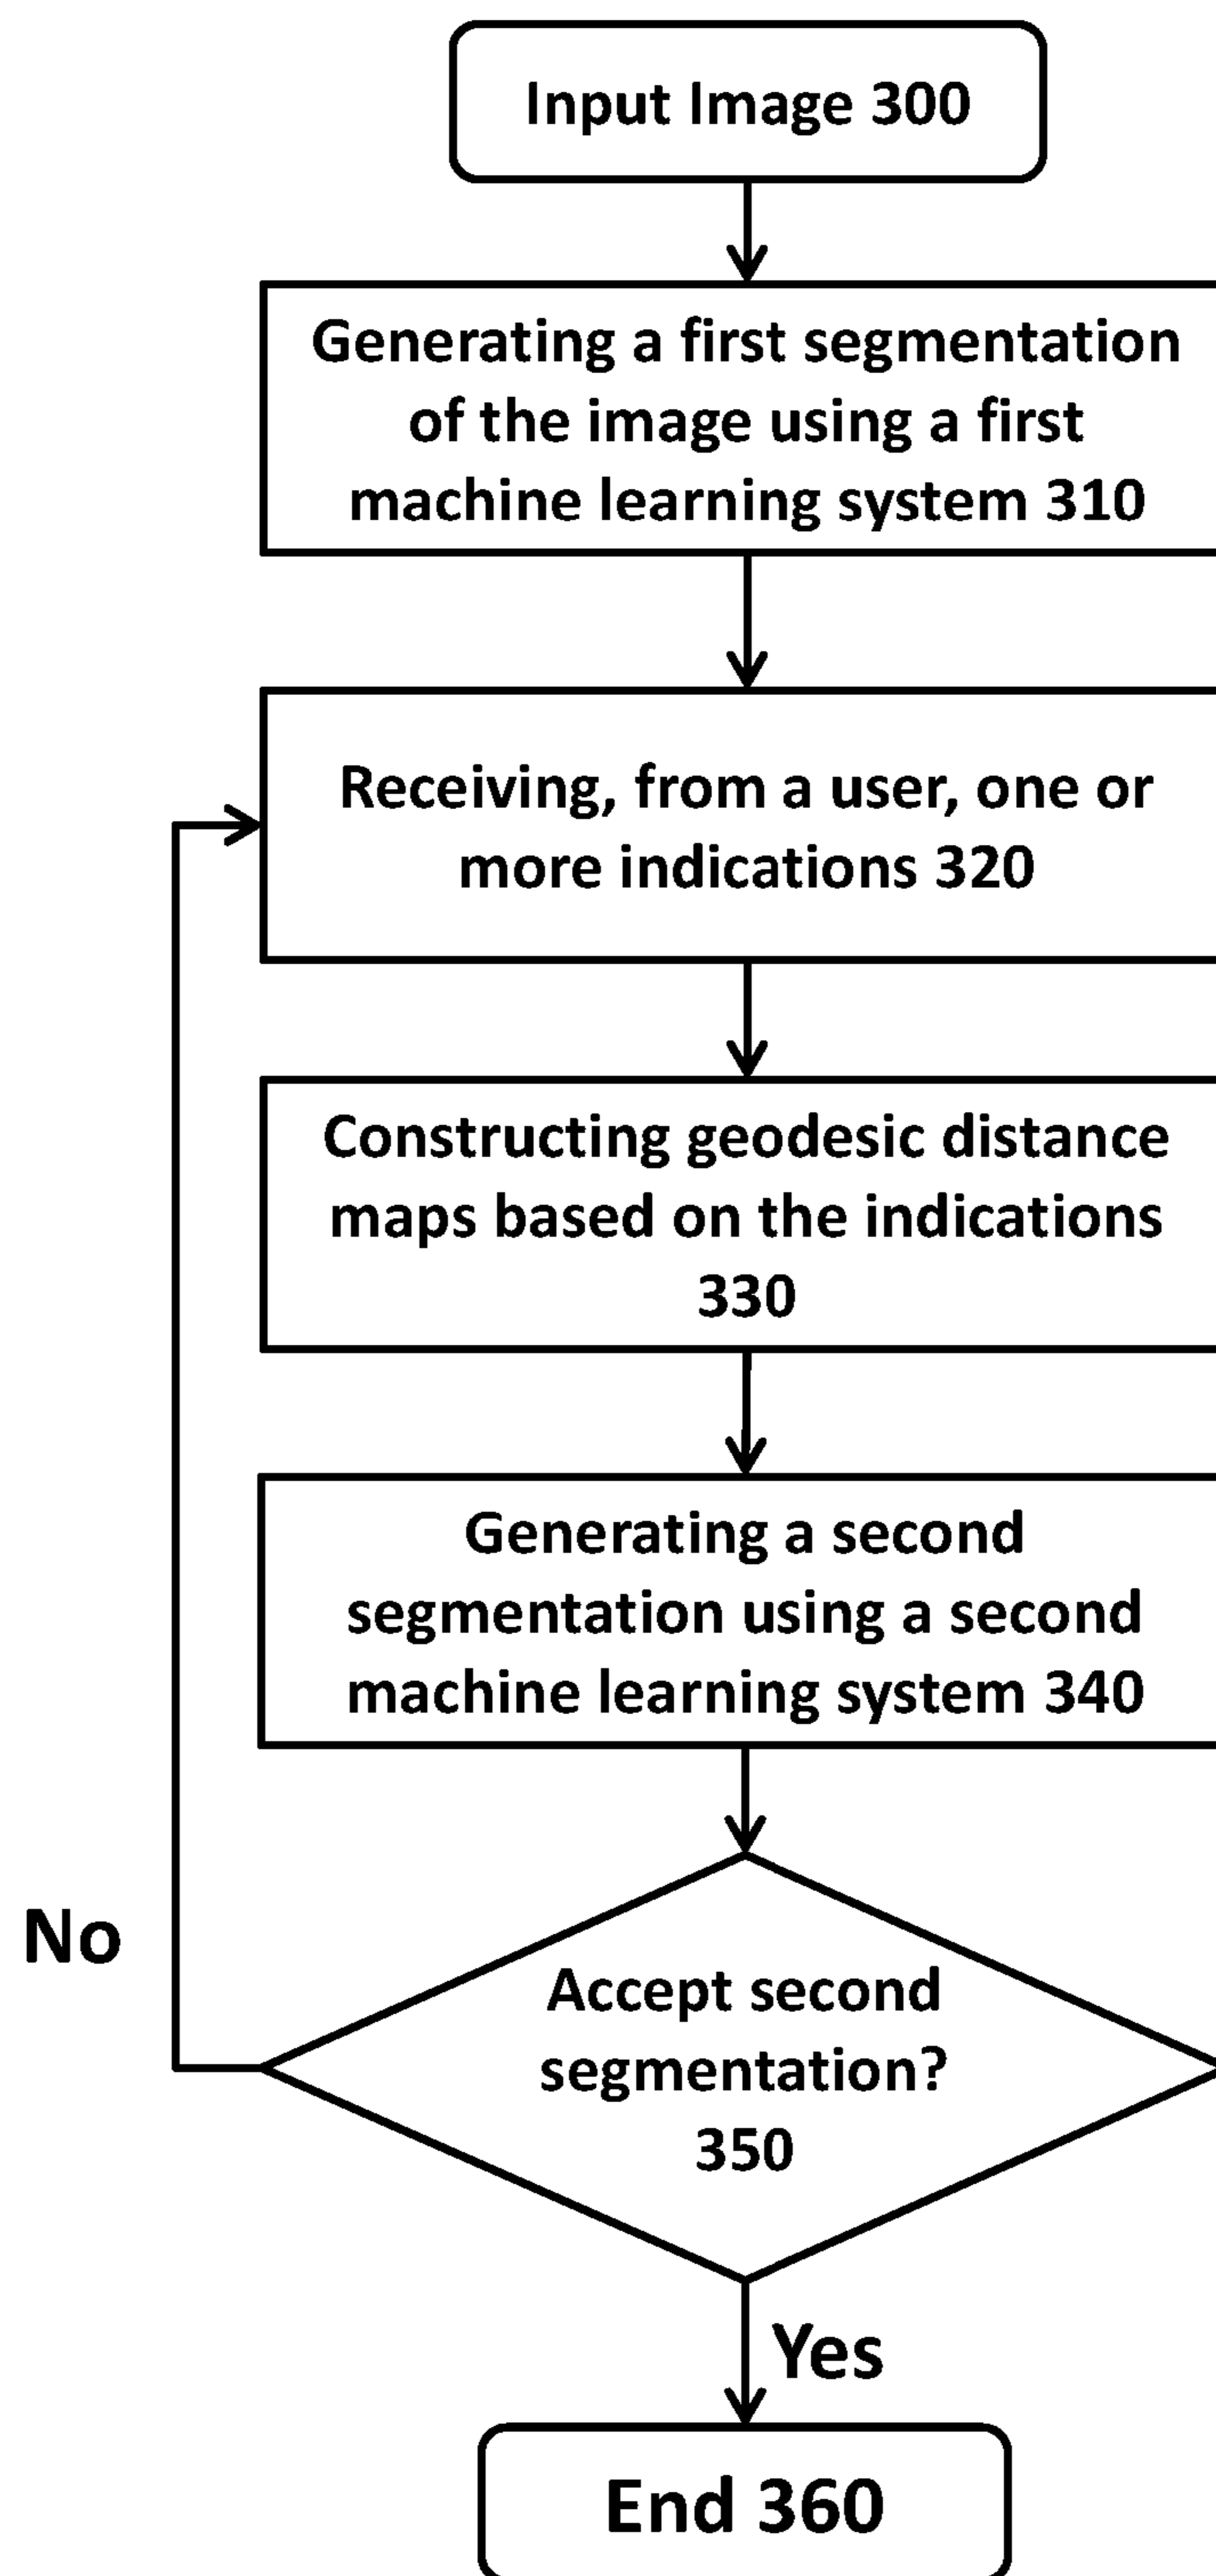 Input Image 300
Generating a first segmentation
of the image using a first
machine learning system 310
Receiving, from a user, one or
more indications 320
Constructing geodesic distance
maps based on the indications
330
Generating a second
segmentation using a second
machine learning system 340
No
Accept second
segmentation?
350
Yes
End 360